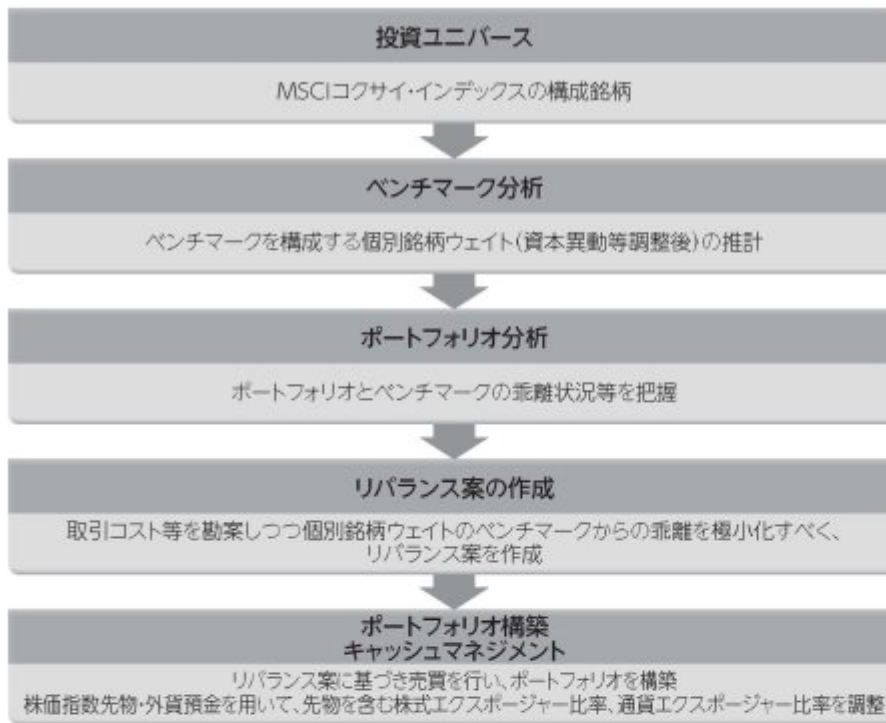 投資ユニバース
MSCIコクサイ・インデックスの構成銘柄
ベンチマーク分析
ベンチマークを構成する個別銘柄ウェイト(資本異動等調整後)の推計
ポートフォリオ分析
ポートフォリオとベンチマークの乖離状況等を把握
リバランス案の作成
取引コスト等を勘案しつつ個別銘柄ウェイトのベンチマークからの乖離を極小化すべく、
リバランス案を作成
ポートフォリオ構築
キャッシュマネジメント
リバランス案に基づき売買を行い、ポートフォリオを構築
株価指数先物・外貨預金を用いて、先物を含む株式エクスポージャー比率、通貨エクスポージャー比率を調整